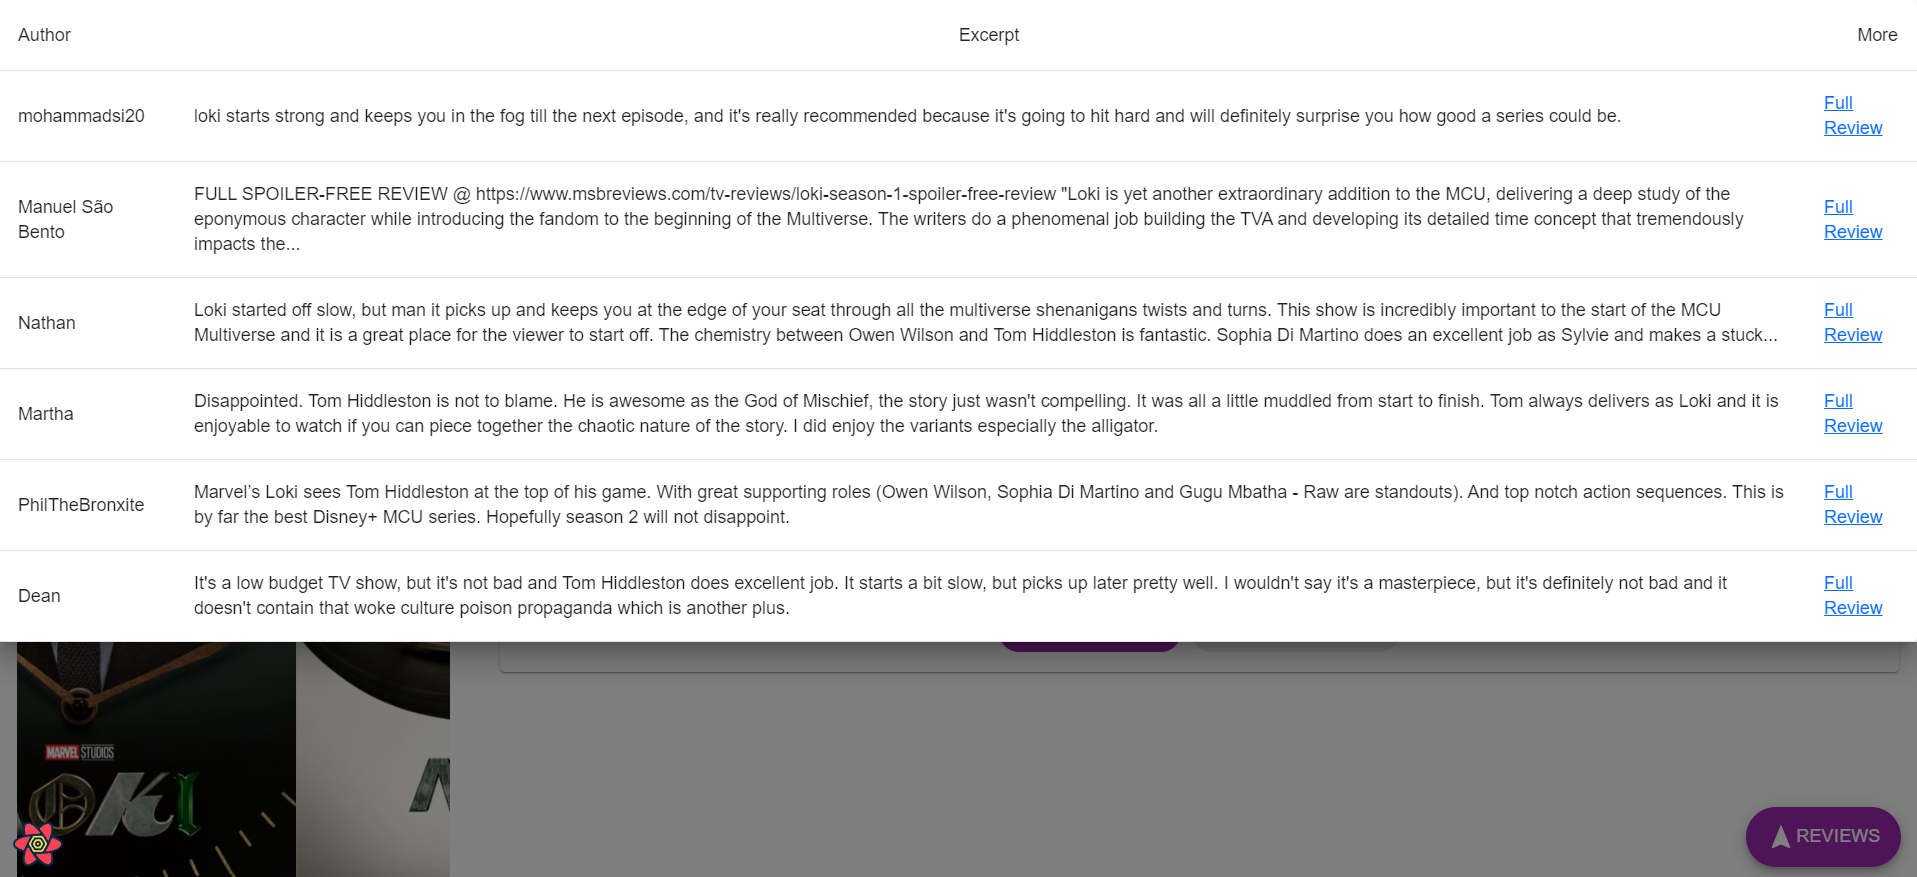 Author Excerpt More
mohammadsi20 loki starts strong and keeps you in the fog till the next episode, and it's really recommended because it's going to hit hard and will definitely surprise you how good a series could be. Full
Review
Manuel São
Bento
FULL SPOILER-FREE REVIEW @ https://www.msbreviews.com/tv-reviews/loki-season-1-spoiler-free-review "Loki is yet another extraordinary addition to the MCU, delivering a deep study of the
eponymous character while introducing the fandom to the beginning of the Multiverse. The writers do a phenomenal job building the TVA and developing its detailed time concept that tremendously
impacts the...
Full
Review
Nathan
Loki started off slow, but man it picks up and keeps you at the edge of your seat through all the multiverse shenanigans twists and turns. This show is incredibly important to the start of the MCU
Multiverse and it is a great place for the viewer to start off. The chemistry between Owen Wilson and Tom Hiddleston is fantastic. Sophia Di Martino does an excellent job as Sylvie and makes a stuck...
Full
Review
Martha
Disappointed. Tom Hiddleston is not to blame. He is awesome as the God of Mischief, the story just wasn't compelling. It was all a little muddled from start to finish. Tom always delivers as Loki and it is
enjoyable to watch if you can piece together the chaotic nature of the story. I did enjoy the variants especially the alligator.
Full
Review
PhilTheBronxite
Marvel’s Loki sees Tom Hiddleston at the top of his game. With great supporting roles (Owen Wilson, Sophia Di Martino and Gugu Mbatha - Raw are standouts). And top notch action sequences. This is
by far the best Disney+ MCU series. Hopefully season 2 will not disappoint.
Full
Review
Dean
It's a low budget TV show, but it's not bad and Tom Hiddleston does excellent job. It starts a bit slow, but picks up later pretty well. I wouldn't say it's a masterpiece, but it's definitely not bad and it
doesn't contain that woke culture poison propaganda which is another plus.
Full
Review
MARVEL STUDIOS
OKI
REVIEWS